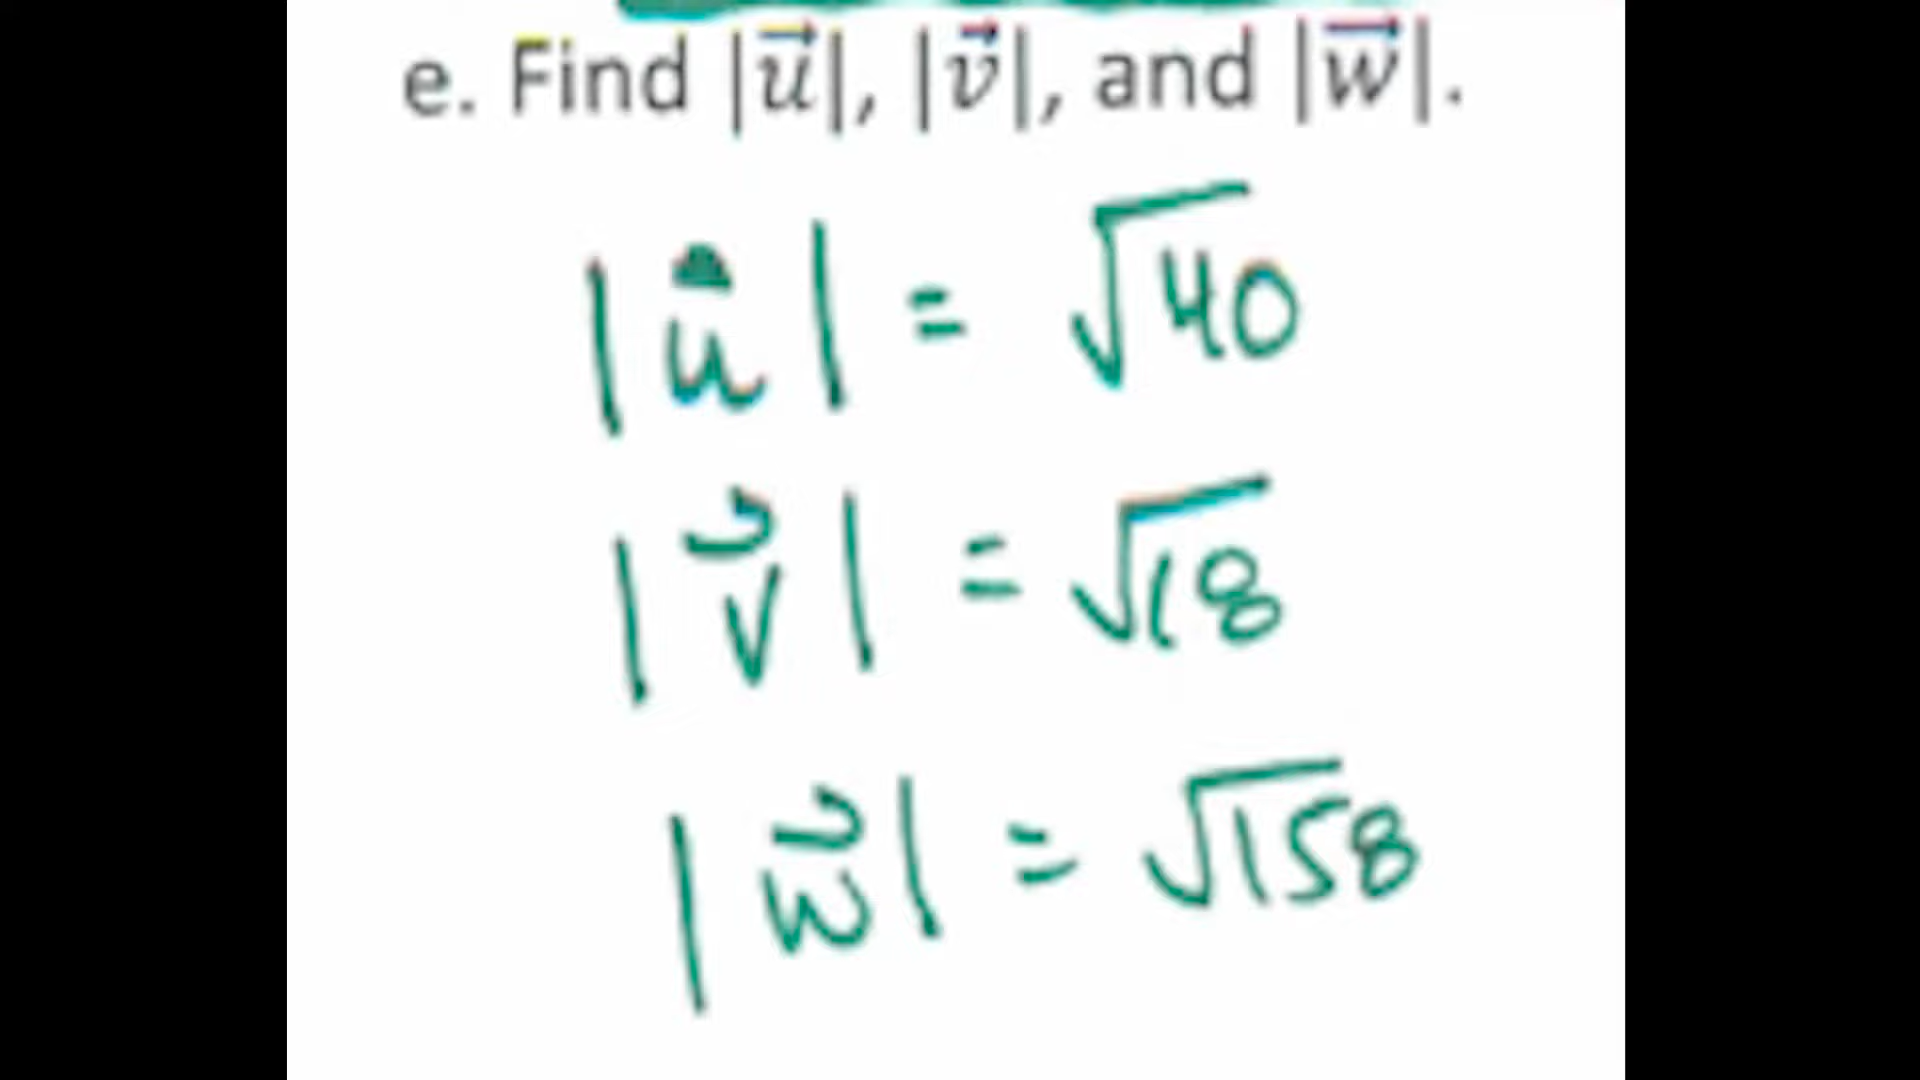 e. Find |u⃗|, |v⃗|, and |w⃗|.
|u⃗| = √40
|v⃗| = √18
|w⃗| = √158